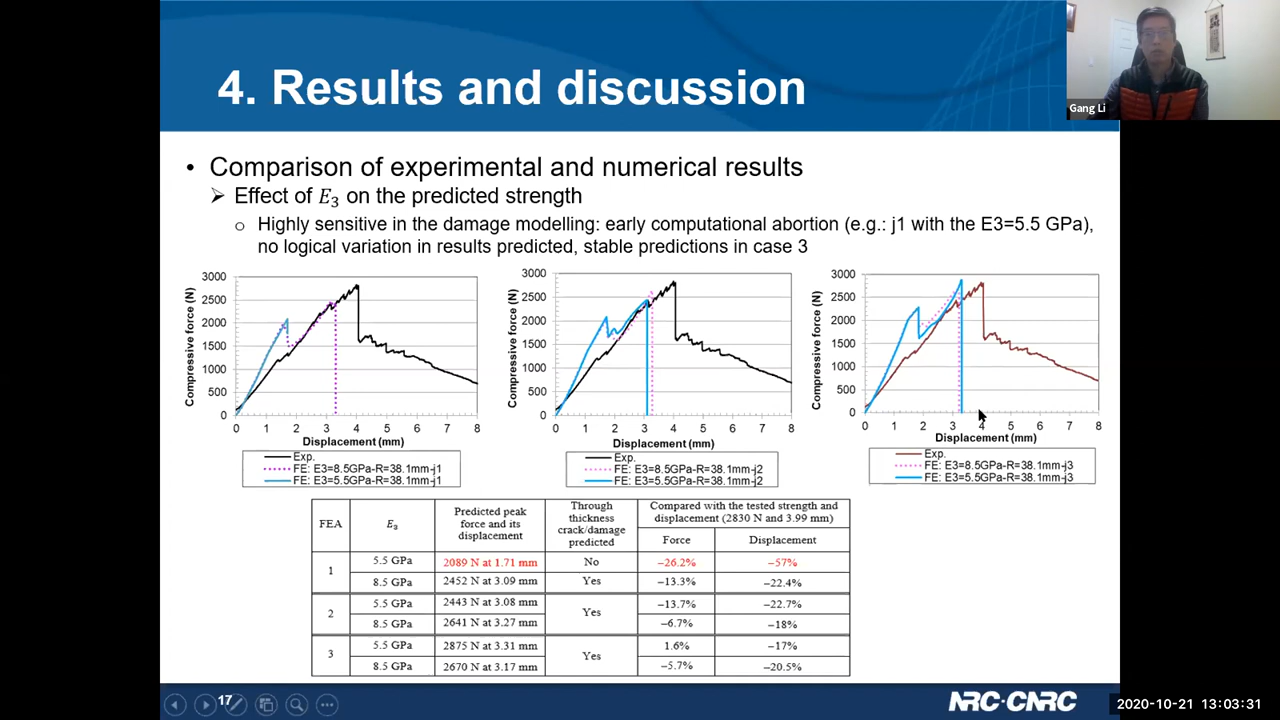 4. Results and discussion
Gang Li
• Comparison of experimental and numerical results
➢ Effect of E3 on the predicted strength
o Highly sensitive in the damage modelling: early computational abortion (e.g.: j1 with the E3=5.5 GPa),
no logical variation in results predicted, stable predictions in case 3
Compressive force (N)
3000
2500
2000
1500
1000
500
0
0 1 2 3 4 5 6 7 8
Displacement (mm)
Exp.
FE: E3=8.5GPa-R=38.1mm-j1
FE: E3=5.5GPa-R=38.1mm-j1
Compressive force (N)
3000
2500
2000
1500
1000
500
0
0 1 2 3 4 5 6 7 8
Displacement (mm)
Exp.
FE: E3=8.5GPa-R=38.1mm-j2
FE: E3=5.5GPa-R=38.1mm-j2
Compressive force (N)
3000
2500
2000
1500
1000
500
0
0 1 2 3 4 5 6 7 8
Displacement (mm)
Exp.
FE: E3=8.5GPa-R=38.1mm-j3
FE: E3=5.5GPa-R=38.1mm-j3
FEA
E3
Predicted peak
force and its
displacement
Through
thickness
crack/damage
predicted
Compared with the tested strength and
displacement (2830 N and 3.99 mm)
Force Displacement
1
5.5 GPa 2089 N at 1.71 mm No −26.2% −57%
8.5 GPa 2452 N at 3.09 mm Yes −13.3% −22.4%
2
5.5 GPa 2443 N at 3.08 mm Yes −13.7% −22.7%
8.5 GPa 2641 N at 3.27 mm −6.7% −18%
3
5.5 GPa 2875 N at 3.31 mm Yes 1.6% −17%
8.5 GPa 2670 N at 3.17 mm −5.7% −20.5%
17
NRC·CNRC
2020-10-21 13:03:31